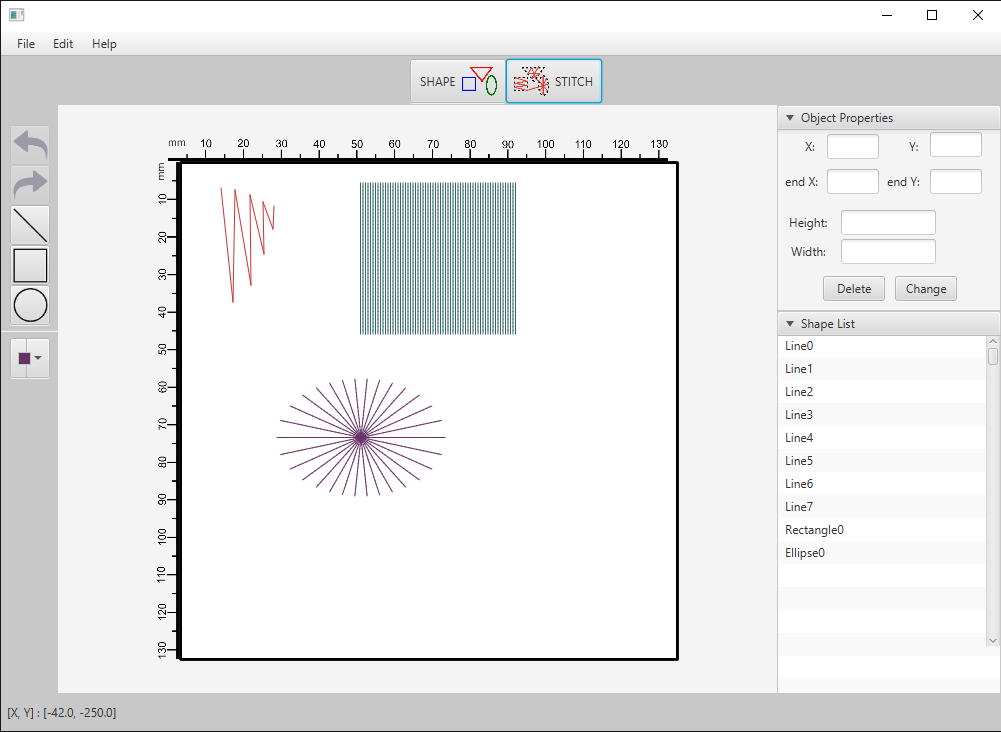 File Edit Help
SHAPE STITCH
Object Properties
X: Y:
end X: end Y:
Height:
Width:
Delete Change
Shape List
Line0
Line1
Line2
Line3
Line4
Line5
Line6
Line7
Rectangle0
Ellipse0
mm 10 20 30 40 50 60 70 80 90 100 110 120 130
mm
10
20
30
40
50
60
70
80
90
100
110
120
130
[X, Y] : [-42.0, -250.0]